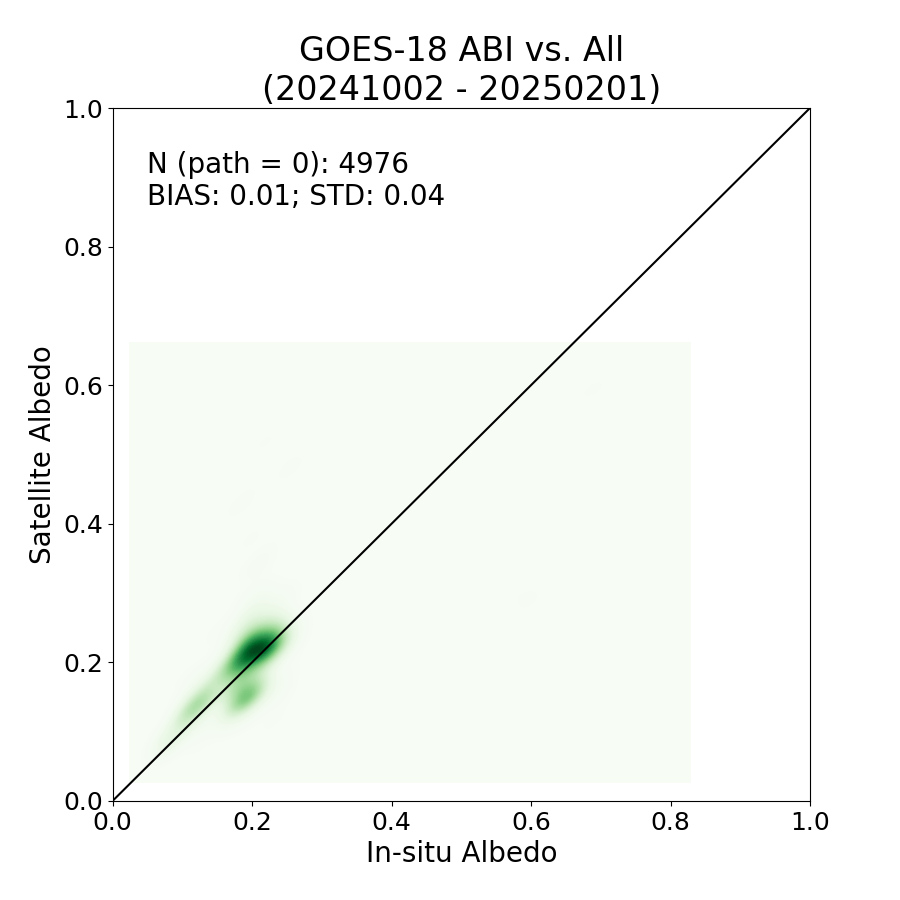 GOES-18 ABI vs. All
(20241002 - 20250201)
N (path = 0): 4976
BIAS: 0.01; STD: 0.04
Satellite Albedo
1.0
0.8
0.6
0.4
0.2
0.0
0.0 0.2 0.4 0.6 0.8 1.0
In-situ Albedo